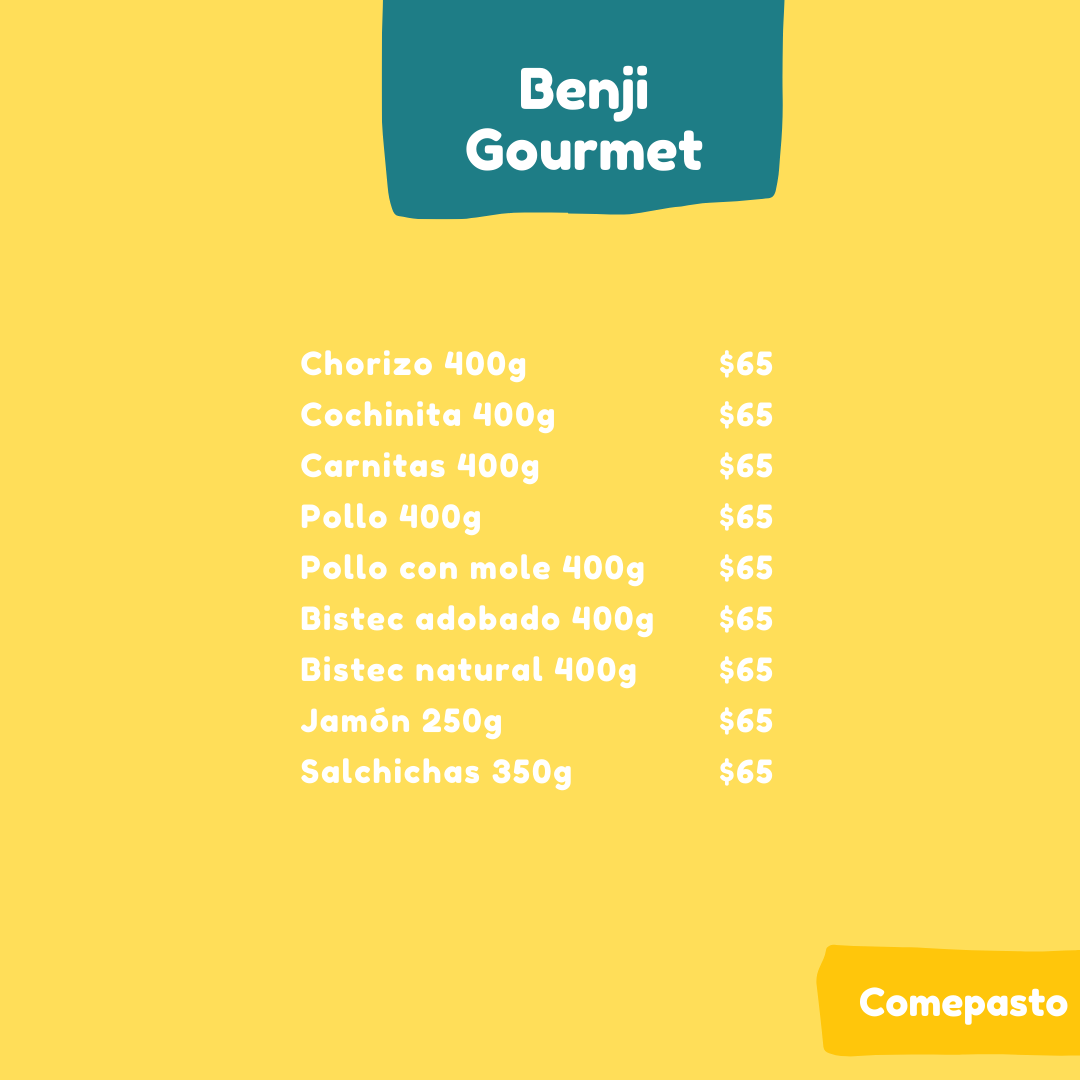 Benji
Gourmet
Chorizo 400g $65
Cochinita 400g $65
Carnitas 400g $65
Pollo 400g $65
Pollo con mole 400g $65
Bistec adobado 400g $65
Bistec natural 400g $65
Jamón 250g $65
Salchichas 350g $65
Comepasto